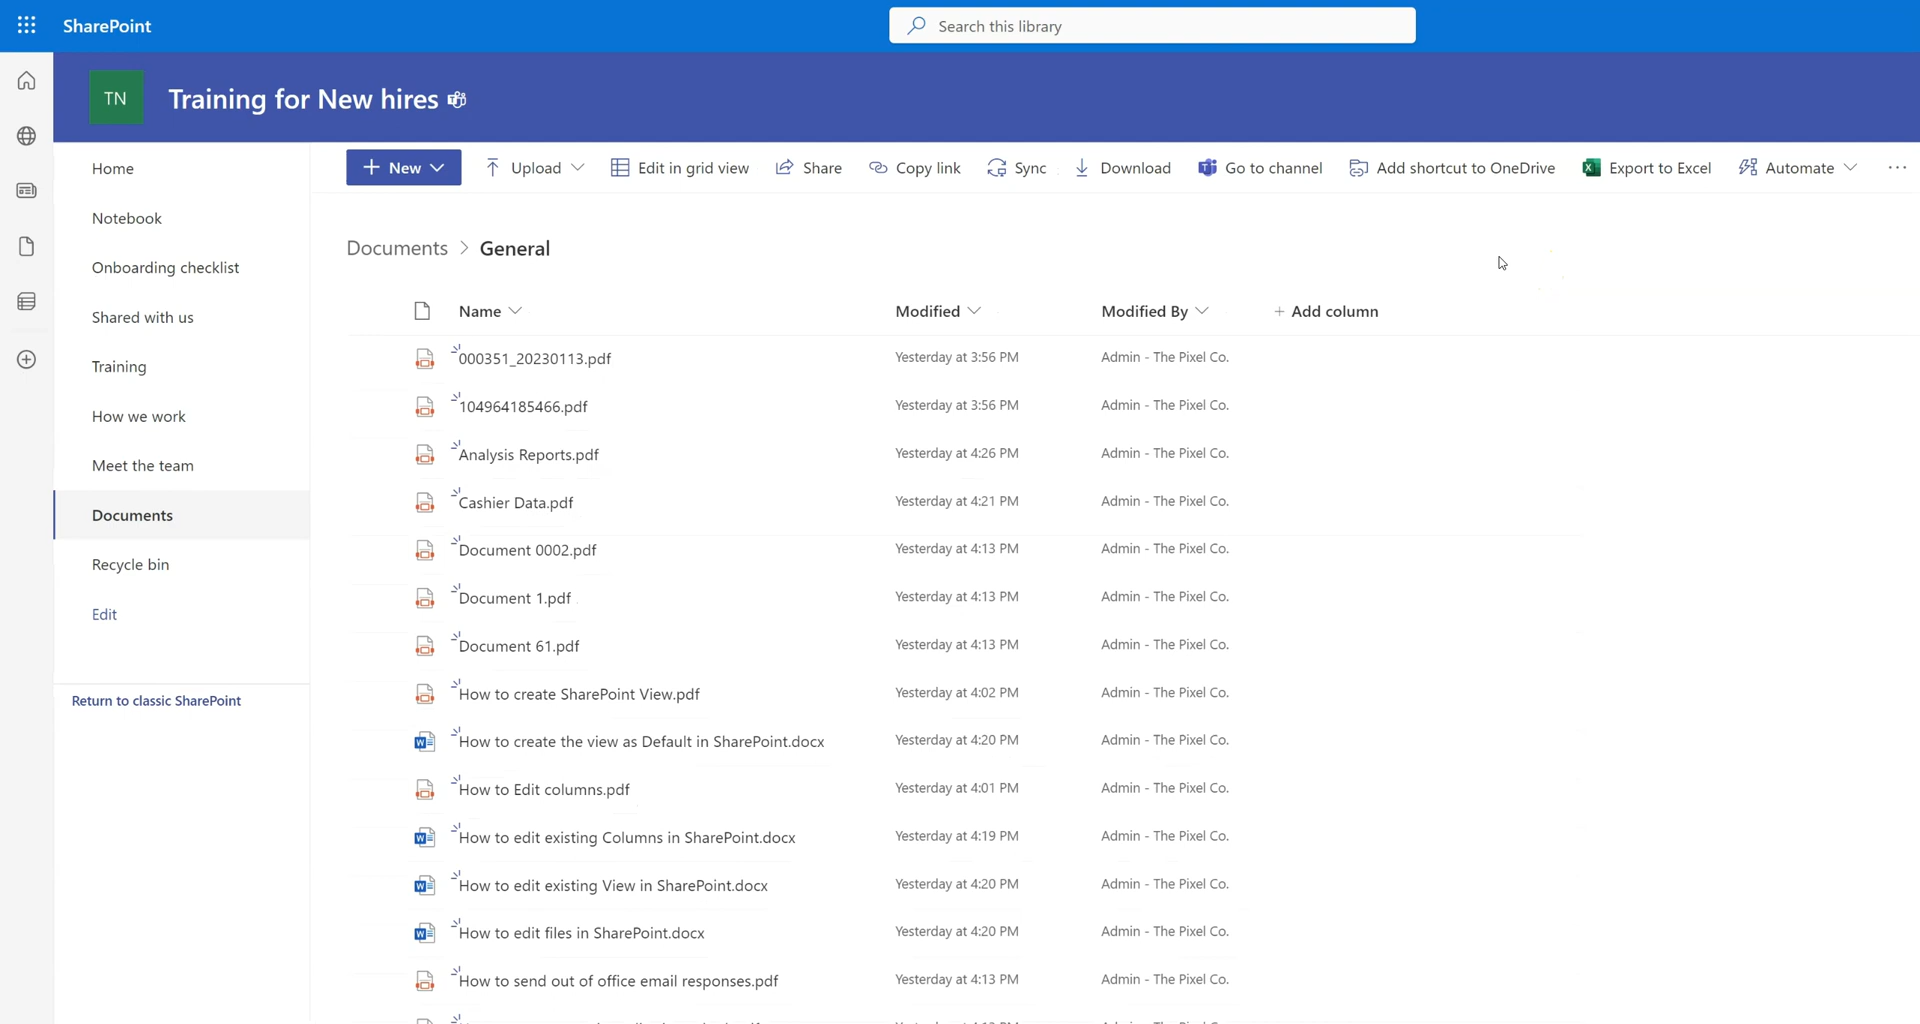 SharePoint
Search this library
TN
Training for New hires
Home
Notebook
Onboarding checklist
Shared with us
Training
How we work
Meet the team
Documents
Recycle bin
Edit
Return to classic SharePoint
+ New Upload Edit in grid view Share Copy link Sync Download Go to channel Add shortcut to OneDrive Export to Excel Automate ...
Documents > General
Name Modified Modified By + Add column
000351_20230113.pdf Yesterday at 3:56 PM Admin - The Pixel Co.
104964185466.pdf Yesterday at 3:56 PM Admin - The Pixel Co.
Analysis Reports.pdf Yesterday at 4:26 PM Admin - The Pixel Co.
Cashier Data.pdf Yesterday at 4:21 PM Admin - The Pixel Co.
Document 0002.pdf Yesterday at 4:13 PM Admin - The Pixel Co.
Document 1.pdf Yesterday at 4:13 PM Admin - The Pixel Co.
Document 61.pdf Yesterday at 4:13 PM Admin - The Pixel Co.
How to create SharePoint View.pdf Yesterday at 4:02 PM Admin - The Pixel Co.
How to create the view as Default in SharePoint.docx Yesterday at 4:20 PM Admin - The Pixel Co.
How to Edit columns.pdf Yesterday at 4:01 PM Admin - The Pixel Co.
How to edit existing Columns in SharePoint.docx Yesterday at 4:19 PM Admin - The Pixel Co.
How to edit existing View in SharePoint.docx Yesterday at 4:20 PM Admin - The Pixel Co.
How to edit files in SharePoint.docx Yesterday at 4:20 PM Admin - The Pixel Co.
How to send out of office email responses.pdf Yesterday at 4:13 PM Admin - The Pixel Co.